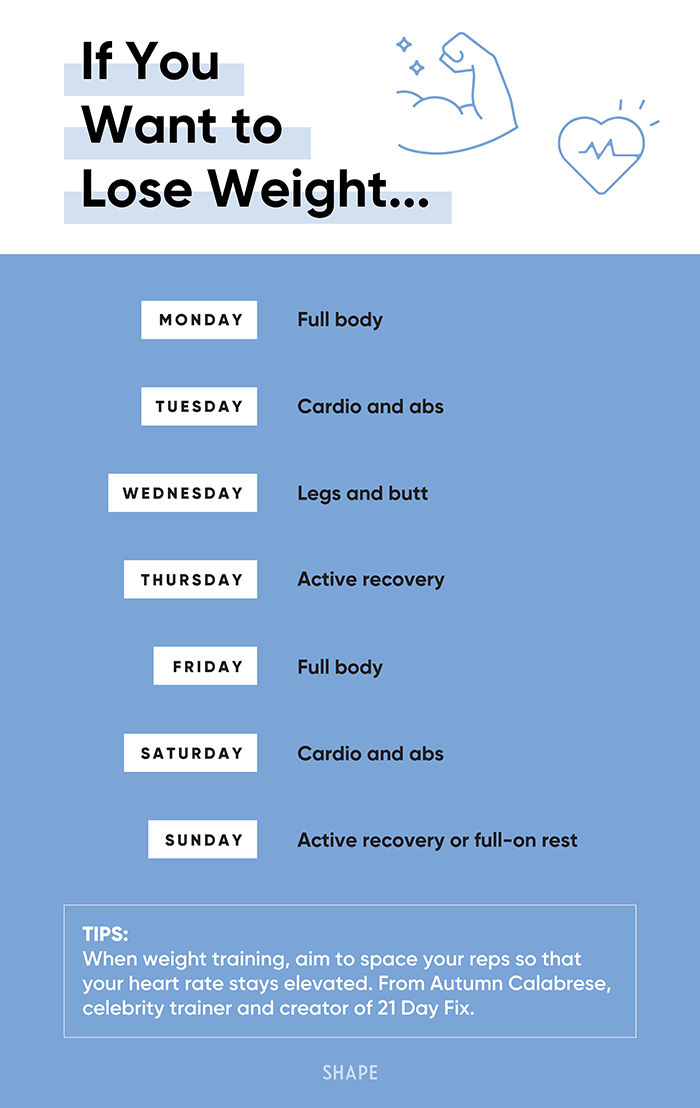 If You
Want to
Lose Weight...
MONDAY Full body
TUESDAY Cardio and abs
WEDNESDAY Legs and butt
THURSDAY Active recovery
FRIDAY Full body
SATURDAY Cardio and abs
SUNDAY Active recovery or full-on rest
TIPS:
When weight training, aim to space your reps so that
your heart rate stays elevated. From Autumn Calabrese,
celebrity trainer and creator of 21 Day Fix.
SHAPE